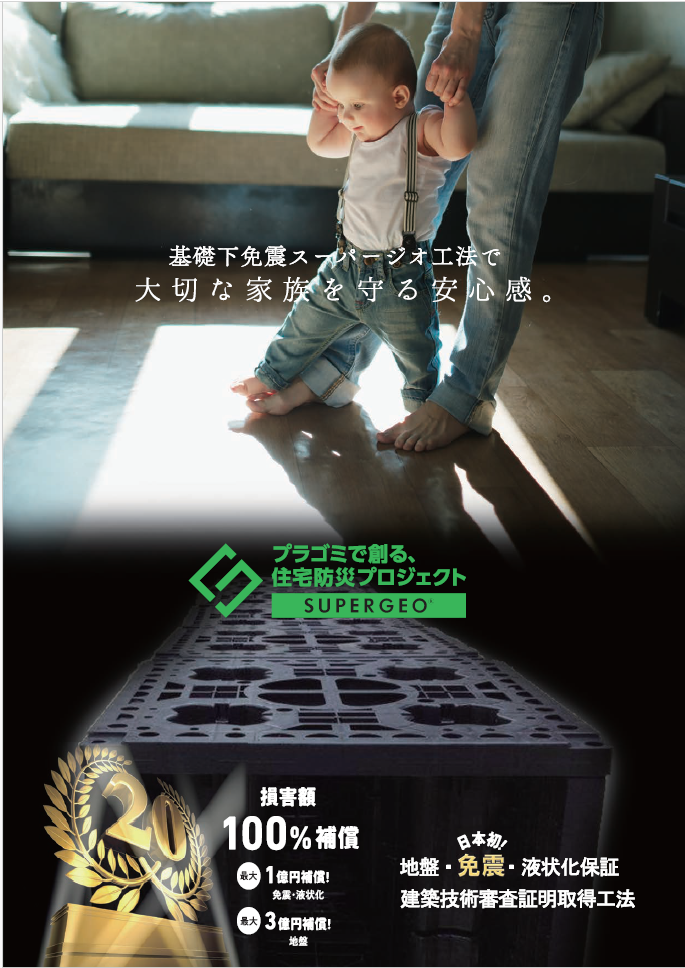 基礎下免震スーパージオ工法で
大切な家族を守る安心感。
プラゴミで創る、
住宅防災プロジェクト
SUPERGEO®
20
損害額
100%補償
最大 1億円補償!
免震・液状化
最大 3億円補償!
地盤
日本初!
地盤・免震・液状化保証
建築技術審査証明取得工法